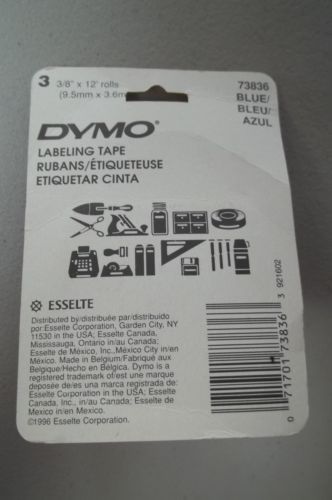 3 3/8" x 12' rolls
(9.5mm x 3.6m
73836
BLUE/
BLEU/
AZUL
DYMO®
LABELING TAPE
RUBANS/ÉTIQUETEUSE
ETIQUETAR CINTA
ESSELTE
Distributed by/distribuée par/distribuido
por Esselte Corporation, Garden City, NY
11530 in the USA; Esselte Canada,
Mississauga, Ontario in/au Canada;
Esselte de México, Inc., Mexico City in/en
México. Made in Belgium/Fabriqué aux
Belgique/Hecho en Bélgica. Dymo is a
registered trademark of/est une marque
deposée de/es una marca registrada de:
Esselte Corporation in the USA; Esselte
Canada, Inc., in/au Canada; Esselte de
México in/en Mexico.
©1996 Esselte Corporation.
0 71701 73836 3
921602